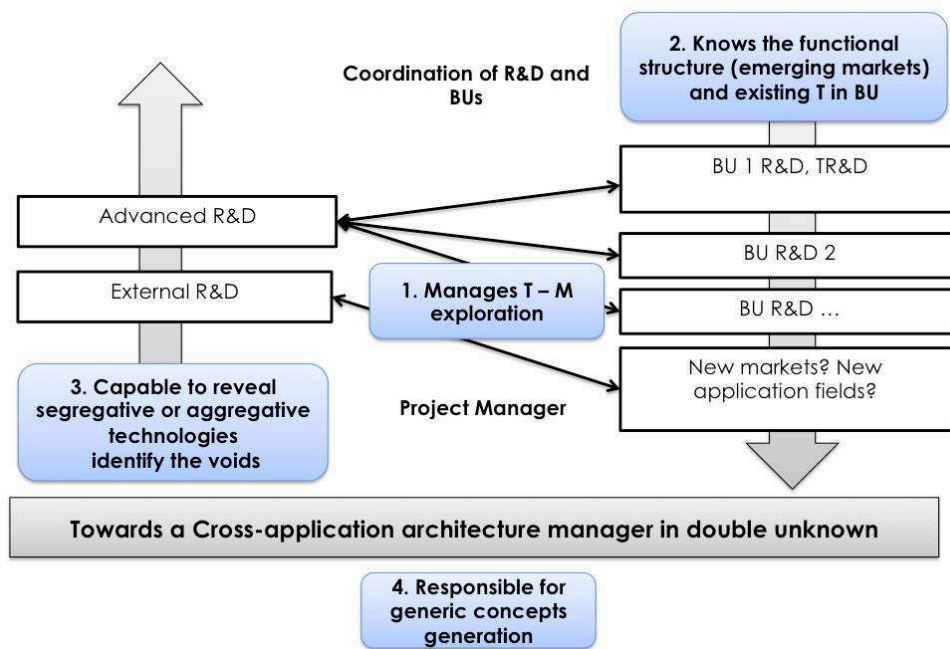 2. Knows the functional
structure (emerging markets)
and existing T in BU
Coordination of R&D and
BUs
BU 1 R&D, TR&D
Advanced R&D
BU R&D 2
External R&D
1. Manages T – M
exploration
BU R&D …
New markets? New
application fields?
3. Capable to reveal
segregative or aggregative
technologies
identify the voids
Project Manager
Towards a Cross-application architecture manager in double unknown
4. Responsible for
generic concepts
generation